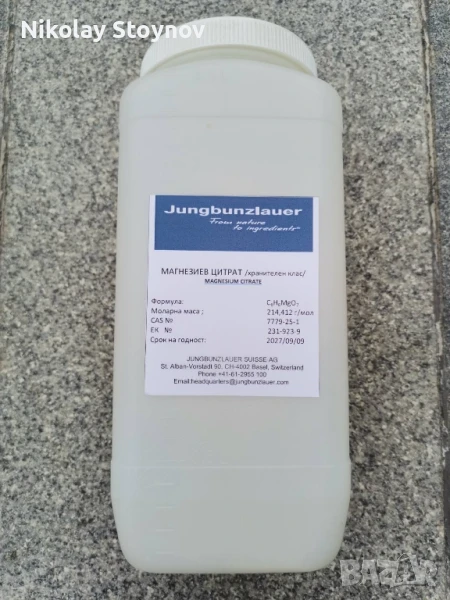 Nikolay Stoynov
Jungbunzlauer
From nature
to ingredients®
МАГНЕЗИЕВ ЦИТРАТ /хранителен клас/
MAGNESIUM CITRATE
Формула: C₆H₆MgO₇
Моларна маса ; 214,412 г/мол
CAS № 7779-25-1
ЕК № 231-923-9
Срок на годност: 2027/09/09
JUNGBUNZLAUER SUISSE AG
St. Alban-Vorstadt 90, CH-4002 Basel, Switzerland
Phone +41-61-2955 100
Email:headquarters@jungbunzlauer.com
BAZAR